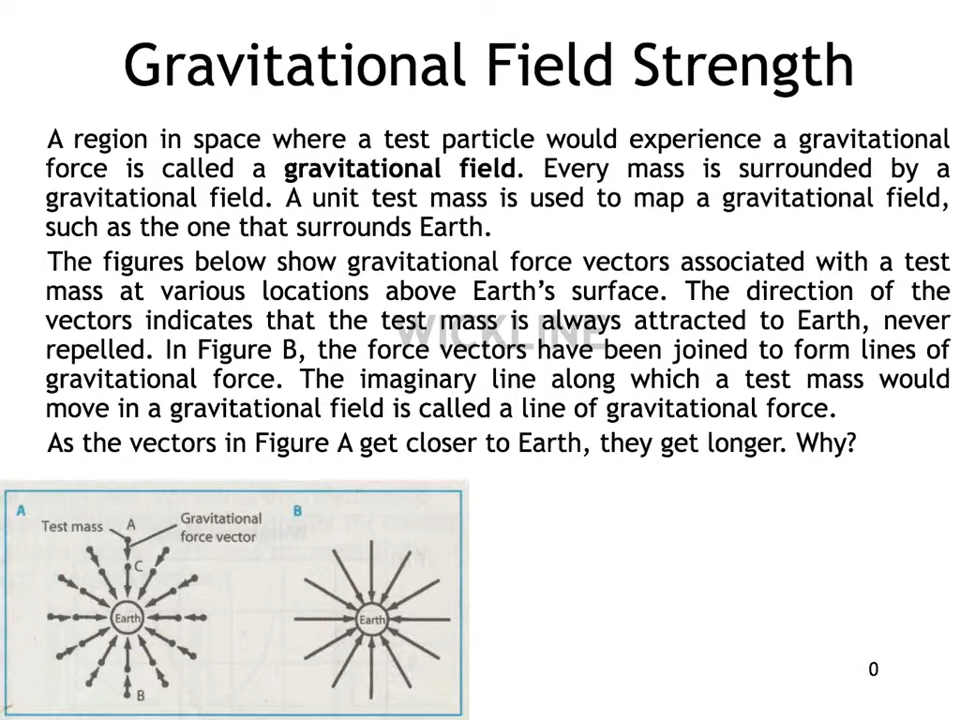 Gravitational Field Strength
A region in space where a test particle would experience a gravitational
force is called a gravitational field. Every mass is surrounded by a
gravitational field. A unit test mass is used to map a gravitational field,
such as the one that surrounds Earth.
The figures below show gravitational force vectors associated with a test
mass at various locations above Earth’s surface. The direction of the
vectors indicates that the test mass is always attracted to Earth, never
repelled. In Figure B, the force vectors have been joined to form lines of
gravitational force. The imaginary line along which a test mass would
move in a gravitational field is called a line of gravitational force.
As the vectors in Figure A get closer to Earth, they get longer. Why?
WICKLINE
A
Test mass
A
Gravitational
force vector
C
Earth
B
B
Earth
0